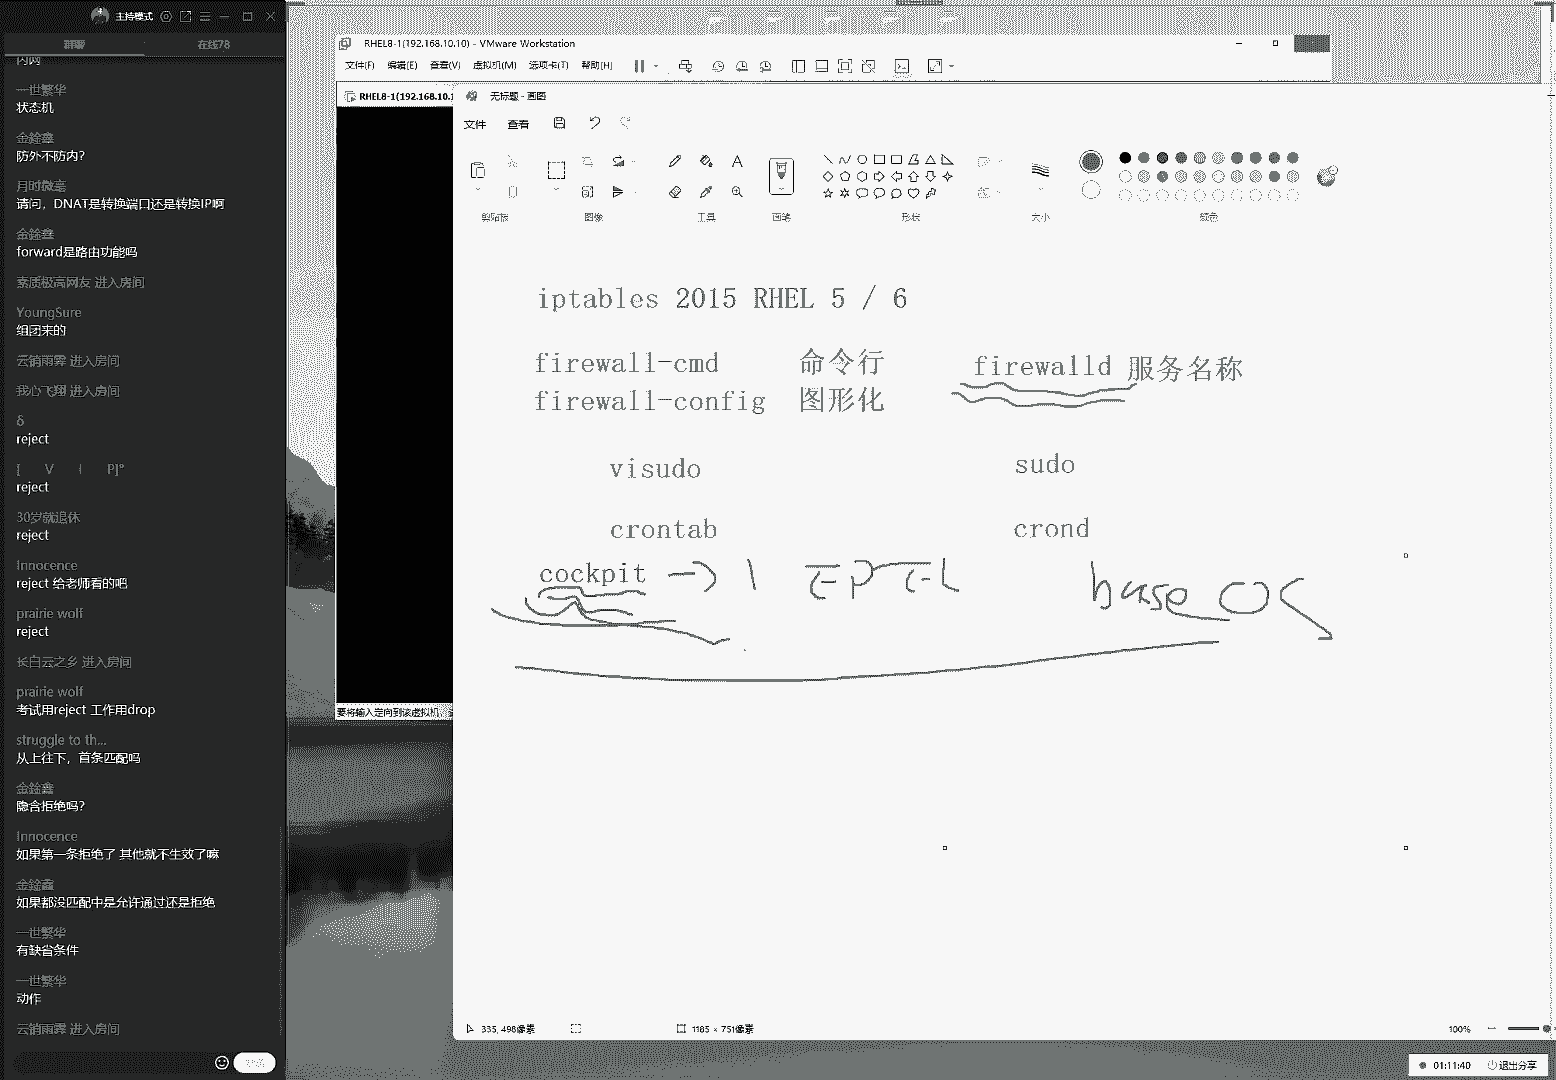 主持模式
群聊
在线78
内网
一世繁华
状态机
金鎰鑫
防外不防内?
月时微毫
请问，DNAT是转换端口还是转换IP啊
金鎰鑫
forward是路由功能吗
素质极高网友 进入房间
YoungSure
组团来的
云销雨霁 进入房间
我心飞翔 进入房间
δ
reject
[ V i P]°
reject
30岁就退休
reject
Innocence
reject 给老师看的吧
prairie wolf
reject
长白云之乡 进入房间
prairie wolf
考试用reject 工作用drop
struggle to th...
从上往下，首条匹配吗
金鎰鑫
隐含拒绝吗?
Innocence
如果第一条拒绝了 其他就不生效了嘛
金鎰鑫
如果都没匹配中是允许通过还是拒绝
一世繁华
有缺省条件
一世繁华
动作
云销雨霁 进入房间
RHEL8-1(192.168.10.10) - VMware Workstation
文件(F) 编辑(E) 查看(V) 虚拟机(M) 选项卡(T) 帮助(H)
RHEL8-1(192.168.10.1
要将输入定向到该虚拟机，
无标题 - 画图
文件 查看
剪贴板 图像 工具 画笔 形状 大小 颜色
iptables 2015 RHEL 5 / 6
firewall-cmd 命令行 firewalld 服务名称
firewall-config 图形化
visudo sudo
crontab crond
cockpit
base OS
335, 498像素 1185 × 751像素 100%
01:11:40 退出分享